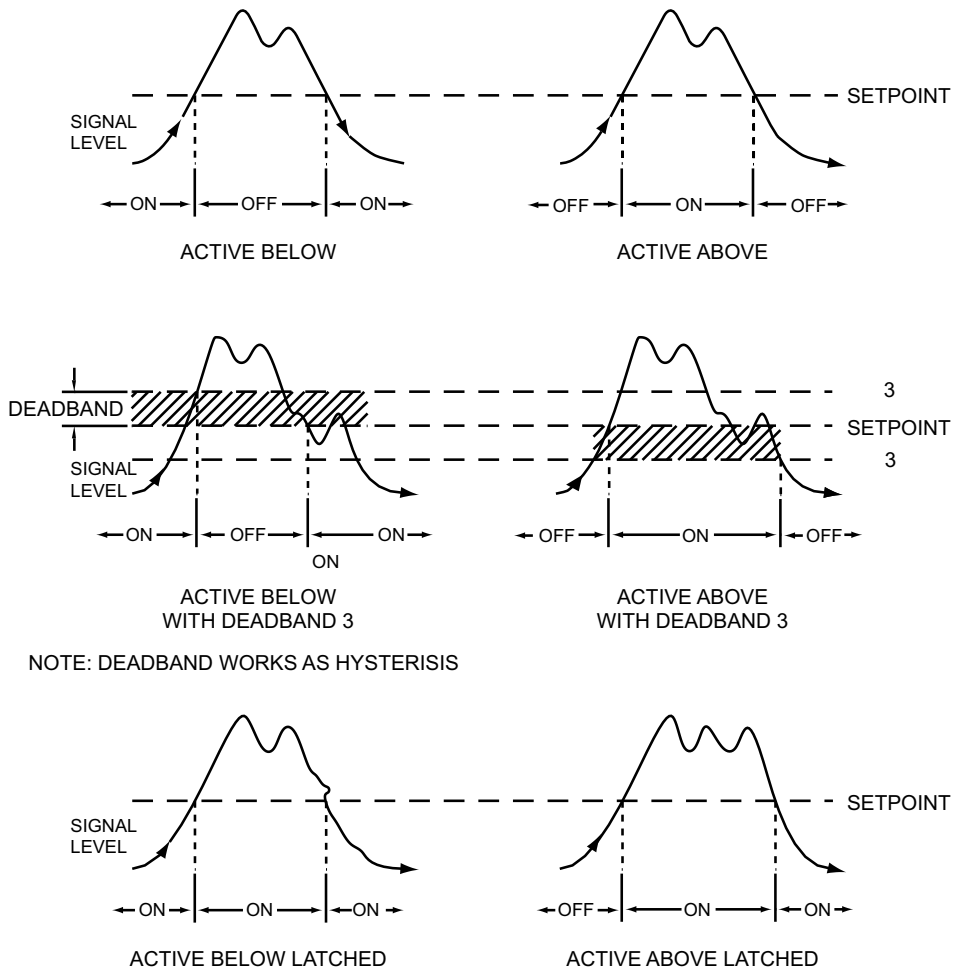 SETPOINT
SIGNAL
LEVEL
ON OFF ON
OFF ON OFF
ACTIVE BELOW
ACTIVE ABOVE
3
DEADBAND
SETPOINT
SIGNAL
LEVEL
3
ON OFF ON
ON
OFF ON OFF
ACTIVE BELOW
WITH DEADBAND 3
ACTIVE ABOVE
WITH DEADBAND 3
NOTE: DEADBAND WORKS AS HYSTERISIS
SETPOINT
SIGNAL
LEVEL
ON ON ON
OFF ON ON
ACTIVE BELOW LATCHED
ACTIVE ABOVE LATCHED